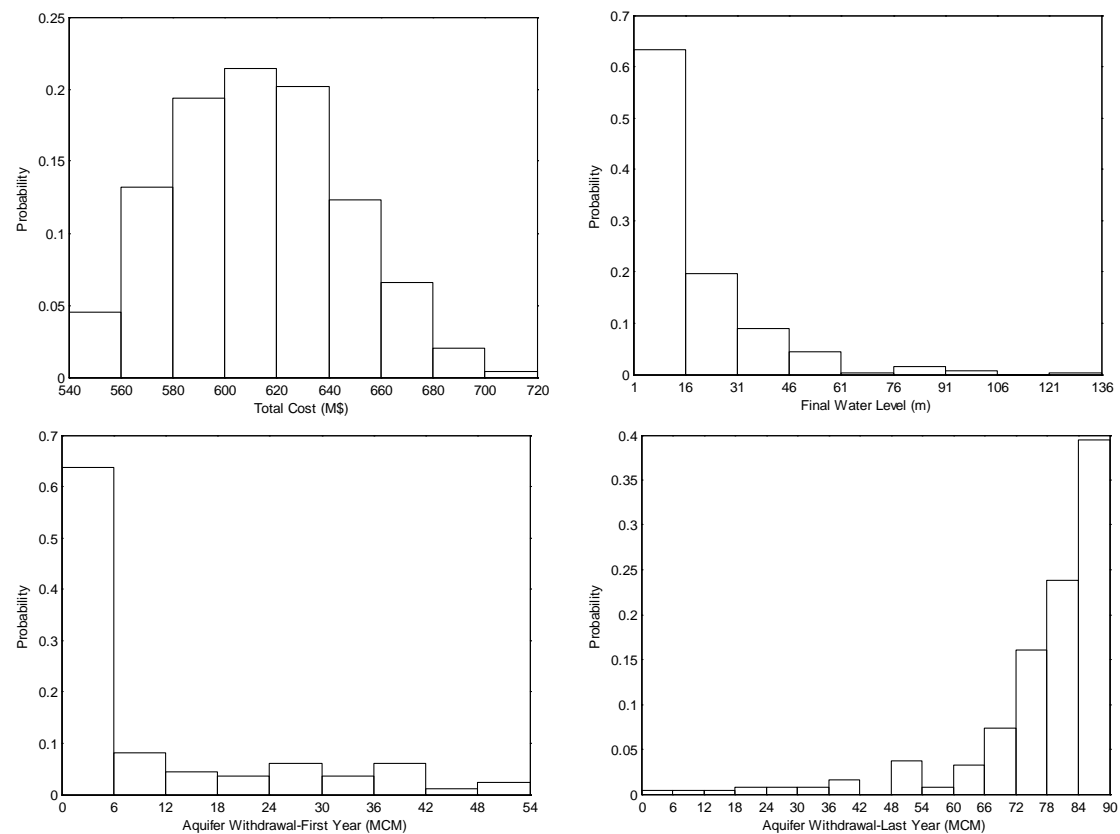 0.25
0.2
0.15
0.1
0.05
0
Probability
540 560 580 600 620 640 660 680 700 720
Total Cost (M$)
0.7
0.6
0.5
0.4
0.3
0.2
0.1
0
Probability
1 16 31 46 61 76 91 106 121 136
Final Water Level (m)
0.7
0.6
0.5
0.4
0.3
0.2
0.1
0
Probability
0 6 12 18 24 30 36 42 48 54
Aquifer Withdrawal-First Year (MCM)
0.4
0.35
0.3
0.25
0.2
0.15
0.1
0.05
0
Probability
0 6 12 18 24 30 36 42 48 54 60 66 72 78 84 90
Aquifer Withdrawal-Last Year (MCM)